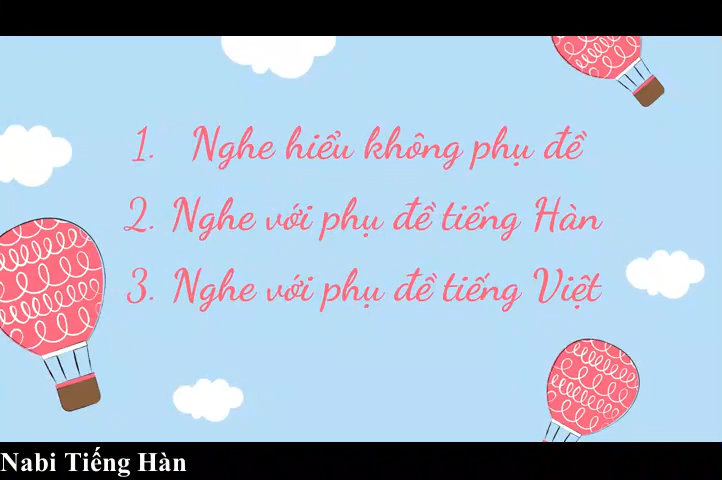 1. Nghe hiểu không phụ đề
2. Nghe với phụ đề tiếng Hàn
3. Nghe với phụ đề tiếng Việt
Nabi Tiếng Hàn